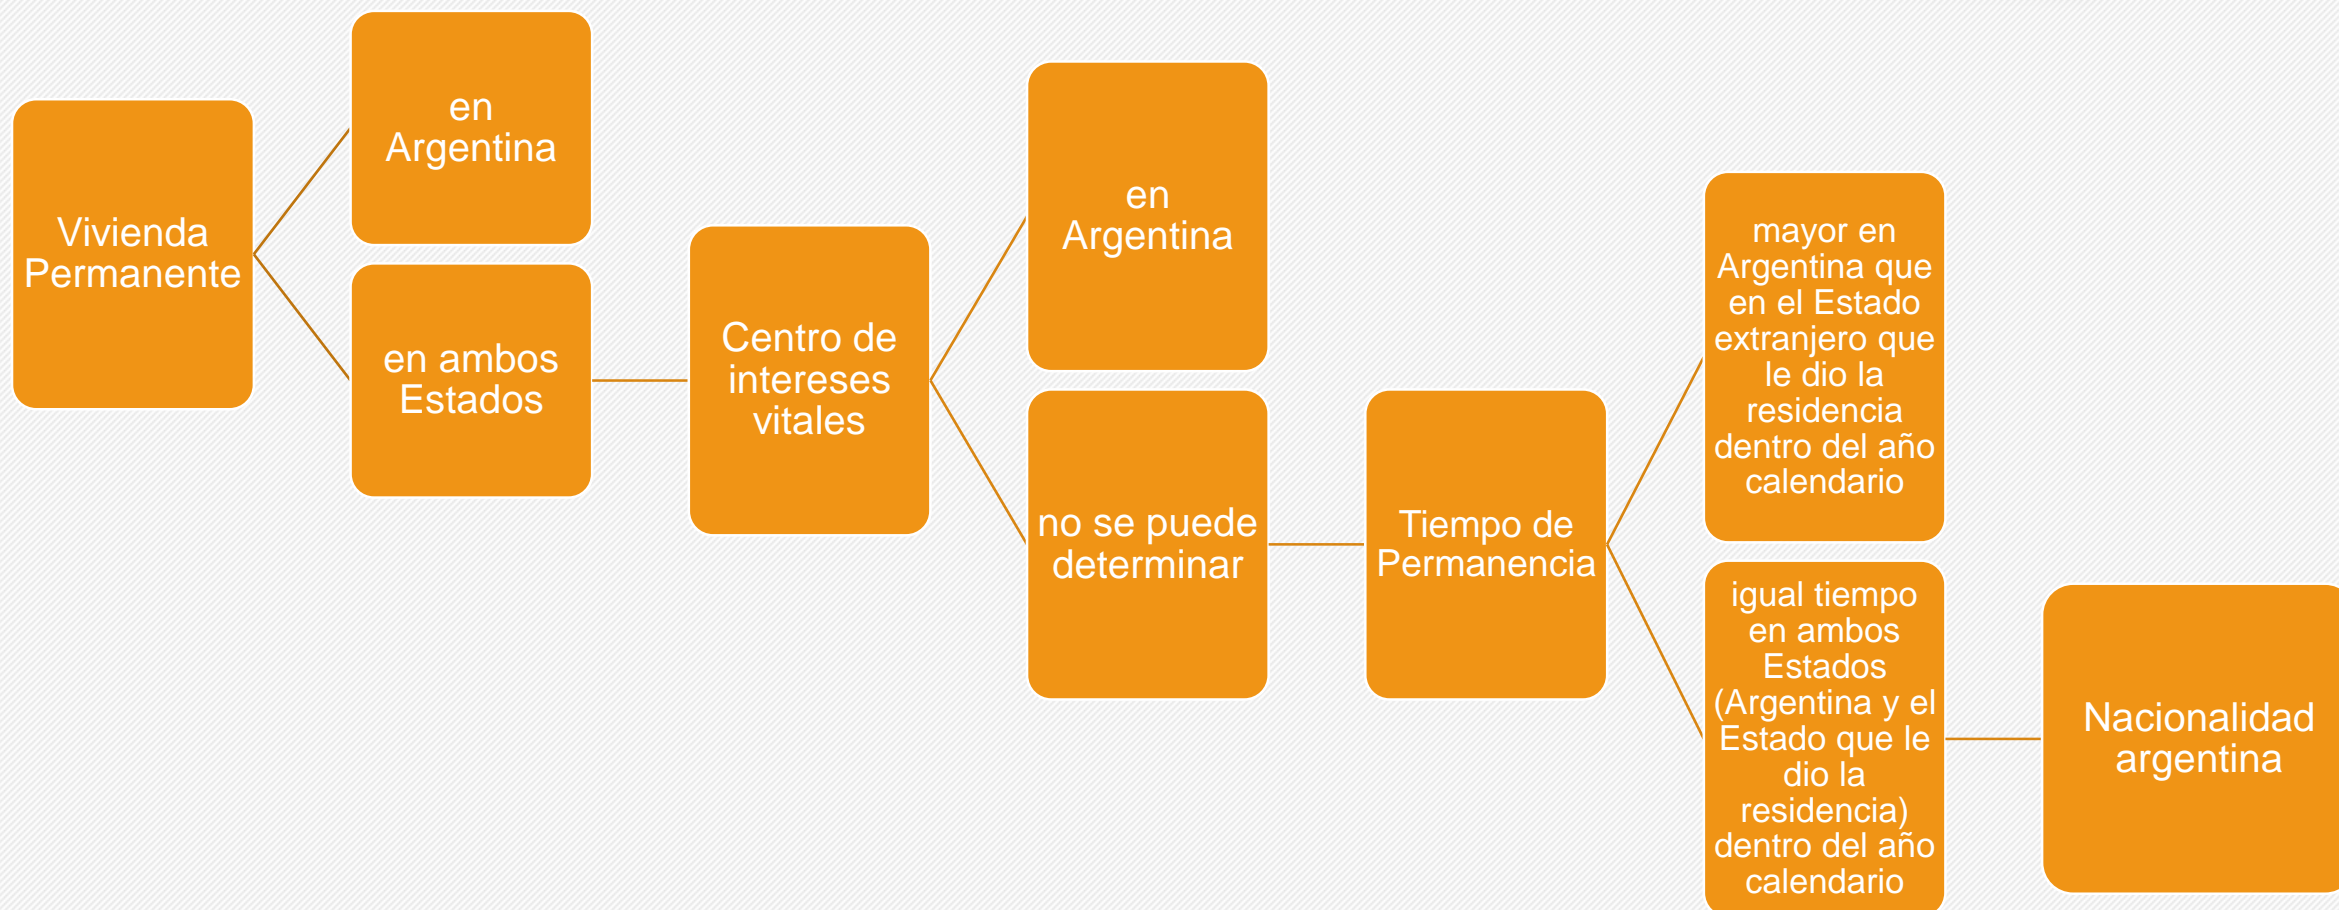 Vivienda
Permanente
en
Argentina
en ambos
Estados
Centro de
intereses
vitales
en
Argentina
no se puede
determinar
Tiempo de
Permanencia
mayor en
Argentina que
en el Estado
extranjero que
le dio la
residencia
dentro del año
calendario
igual tiempo
en ambos
Estados
(Argentina y el
Estado que le
dio la
residencia)
dentro del año
calendario
Nacionalidad
argentina